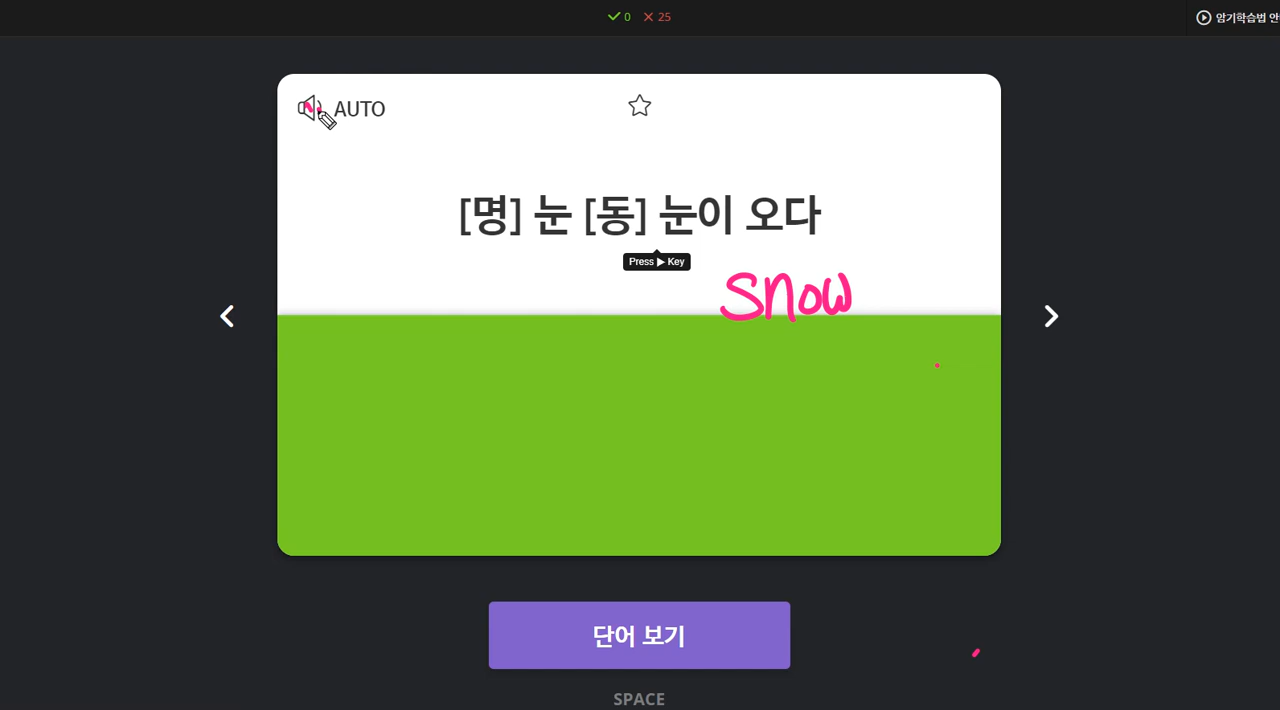 0 25
암기학습법 안
AUTO
[명] 눈 [동] 눈이 오다
Press ▶ Key
snow
단어 보기
SPACE